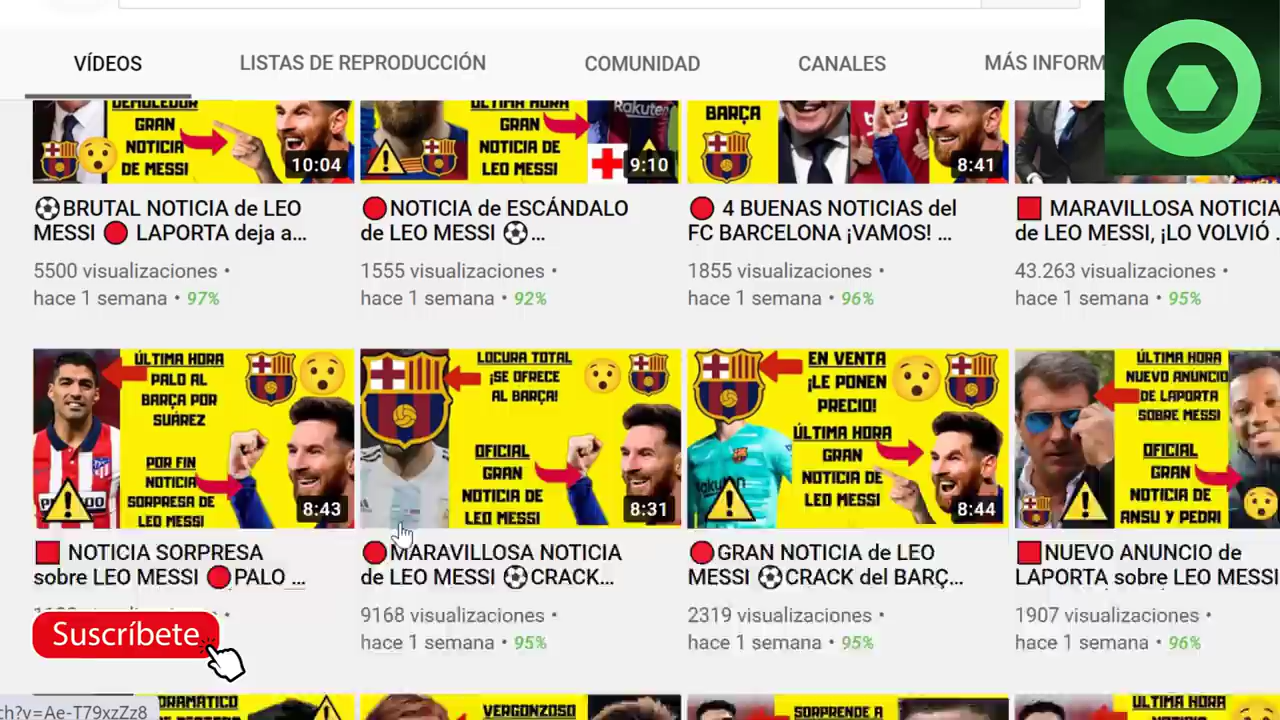 VÍDEOS
LISTAS DE REPRODUCCIÓN
COMUNIDAD
CANALES
MÁS INFORM
DEMOLEDOR
GRAN
NOTICIA
DE MESSI
10:04
ÚLTIMA HORA
GRAN
NOTICIA DE
LEO MESSI
Rakuten
9:10
BARÇA
8:41
⚽BRUTAL NOTICIA de LEO
MESSI 🔴 LAPORTA deja a...
5500 visualizaciones •
hace 1 semana • 97%
🔴NOTICIA de ESCÁNDALO
de LEO MESSI ⚽...
1555 visualizaciones •
hace 1 semana • 92%
🔴 4 BUENAS NOTICIAS del
FC BARCELONA ¡VAMOS! ...
1855 visualizaciones •
hace 1 semana • 96%
🟥 MARAVILLOSA NOTICIA
de LEO MESSI, ¡LO VOLVIÓ .
43.263 visualizaciones •
hace 1 semana • 95%
ÚLTIMA HORA
PALO AL
BARÇA POR
SUÁREZ
POR FIN
NOTICIA
SORPRESA DE
LEO MESSI
8:43
LOCURA TOTAL
¡SE OFRECE
AL BARÇA!
OFICIAL
GRAN
NOTICIA DE
LEO MESSI
8:31
EN VENTA
¡LE PONEN
PRECIO!
ÚLTIMA HORA
GRAN
NOTICIA DE
LEO MESSI
8:44
ÚLTIMA HORA
NUEVO ANUNCIO
DE LAPORTA
SOBRE MESSI
OFICIAL
GRAN
NOTICIA DE
ANSU Y PEDRI
🟥 NOTICIA SORPRESA
sobre LEO MESSI 🔴PALO ...
🔴MARAVILLOSA NOTICIA
de LEO MESSI ⚽CRACK...
9168 visualizaciones •
hace 1 semana • 95%
🔴GRAN NOTICIA de LEO
MESSI ⚽CRACK del BARÇ...
2319 visualizaciones •
hace 1 semana • 95%
🟥NUEVO ANUNCIO de
LAPORTA sobre LEO MESSI
1907 visualizaciones •
hace 1 semana • 96%
Suscríbete
ch?v=Ae-T79xzZz8
DRAMÁTICO
VERGONZOSO
SORPRENDE A
ÚLTIMA HORA